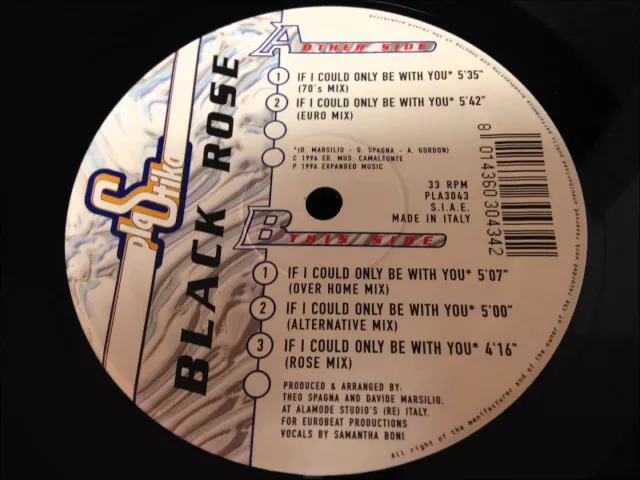 A OTHER SIDE
1 IF I COULD ONLY BE WITH YOU* 5'35"
(70's MIX)
2 IF I COULD ONLY BE WITH YOU* 5'42"
(EURO MIX)
*(D. MARSILIO - G. SPAGNA - A. GORDON)
C 1996 ED. MUS. CAMALEONTE
P 1996 EXPANDED MUSIC
33 RPM
PLA3043
S.I.A.E.
MADE IN ITALY
8 014360 304342
plaStika
BLACK ROSE
B THIS SIDE
1 IF I COULD ONLY BE WITH YOU* 5'07"
(OVER HOME MIX)
2 IF I COULD ONLY BE WITH YOU* 5'00"
(ALTERNATIVE MIX)
3 IF I COULD ONLY BE WITH YOU* 4'16"
(ROSE MIX)
PRODUCED & ARRANGED BY:
THEO SPAGNA AND DAVIDE MARSILIO,
AT ALAMODE STUDIO'S (RE) ITALY.
FOR EUROBEAT PRODUCTIONS
VOCALS BY SAMANTHA BONI
All right of the manufacturer and of the owner of the recorded work reserved